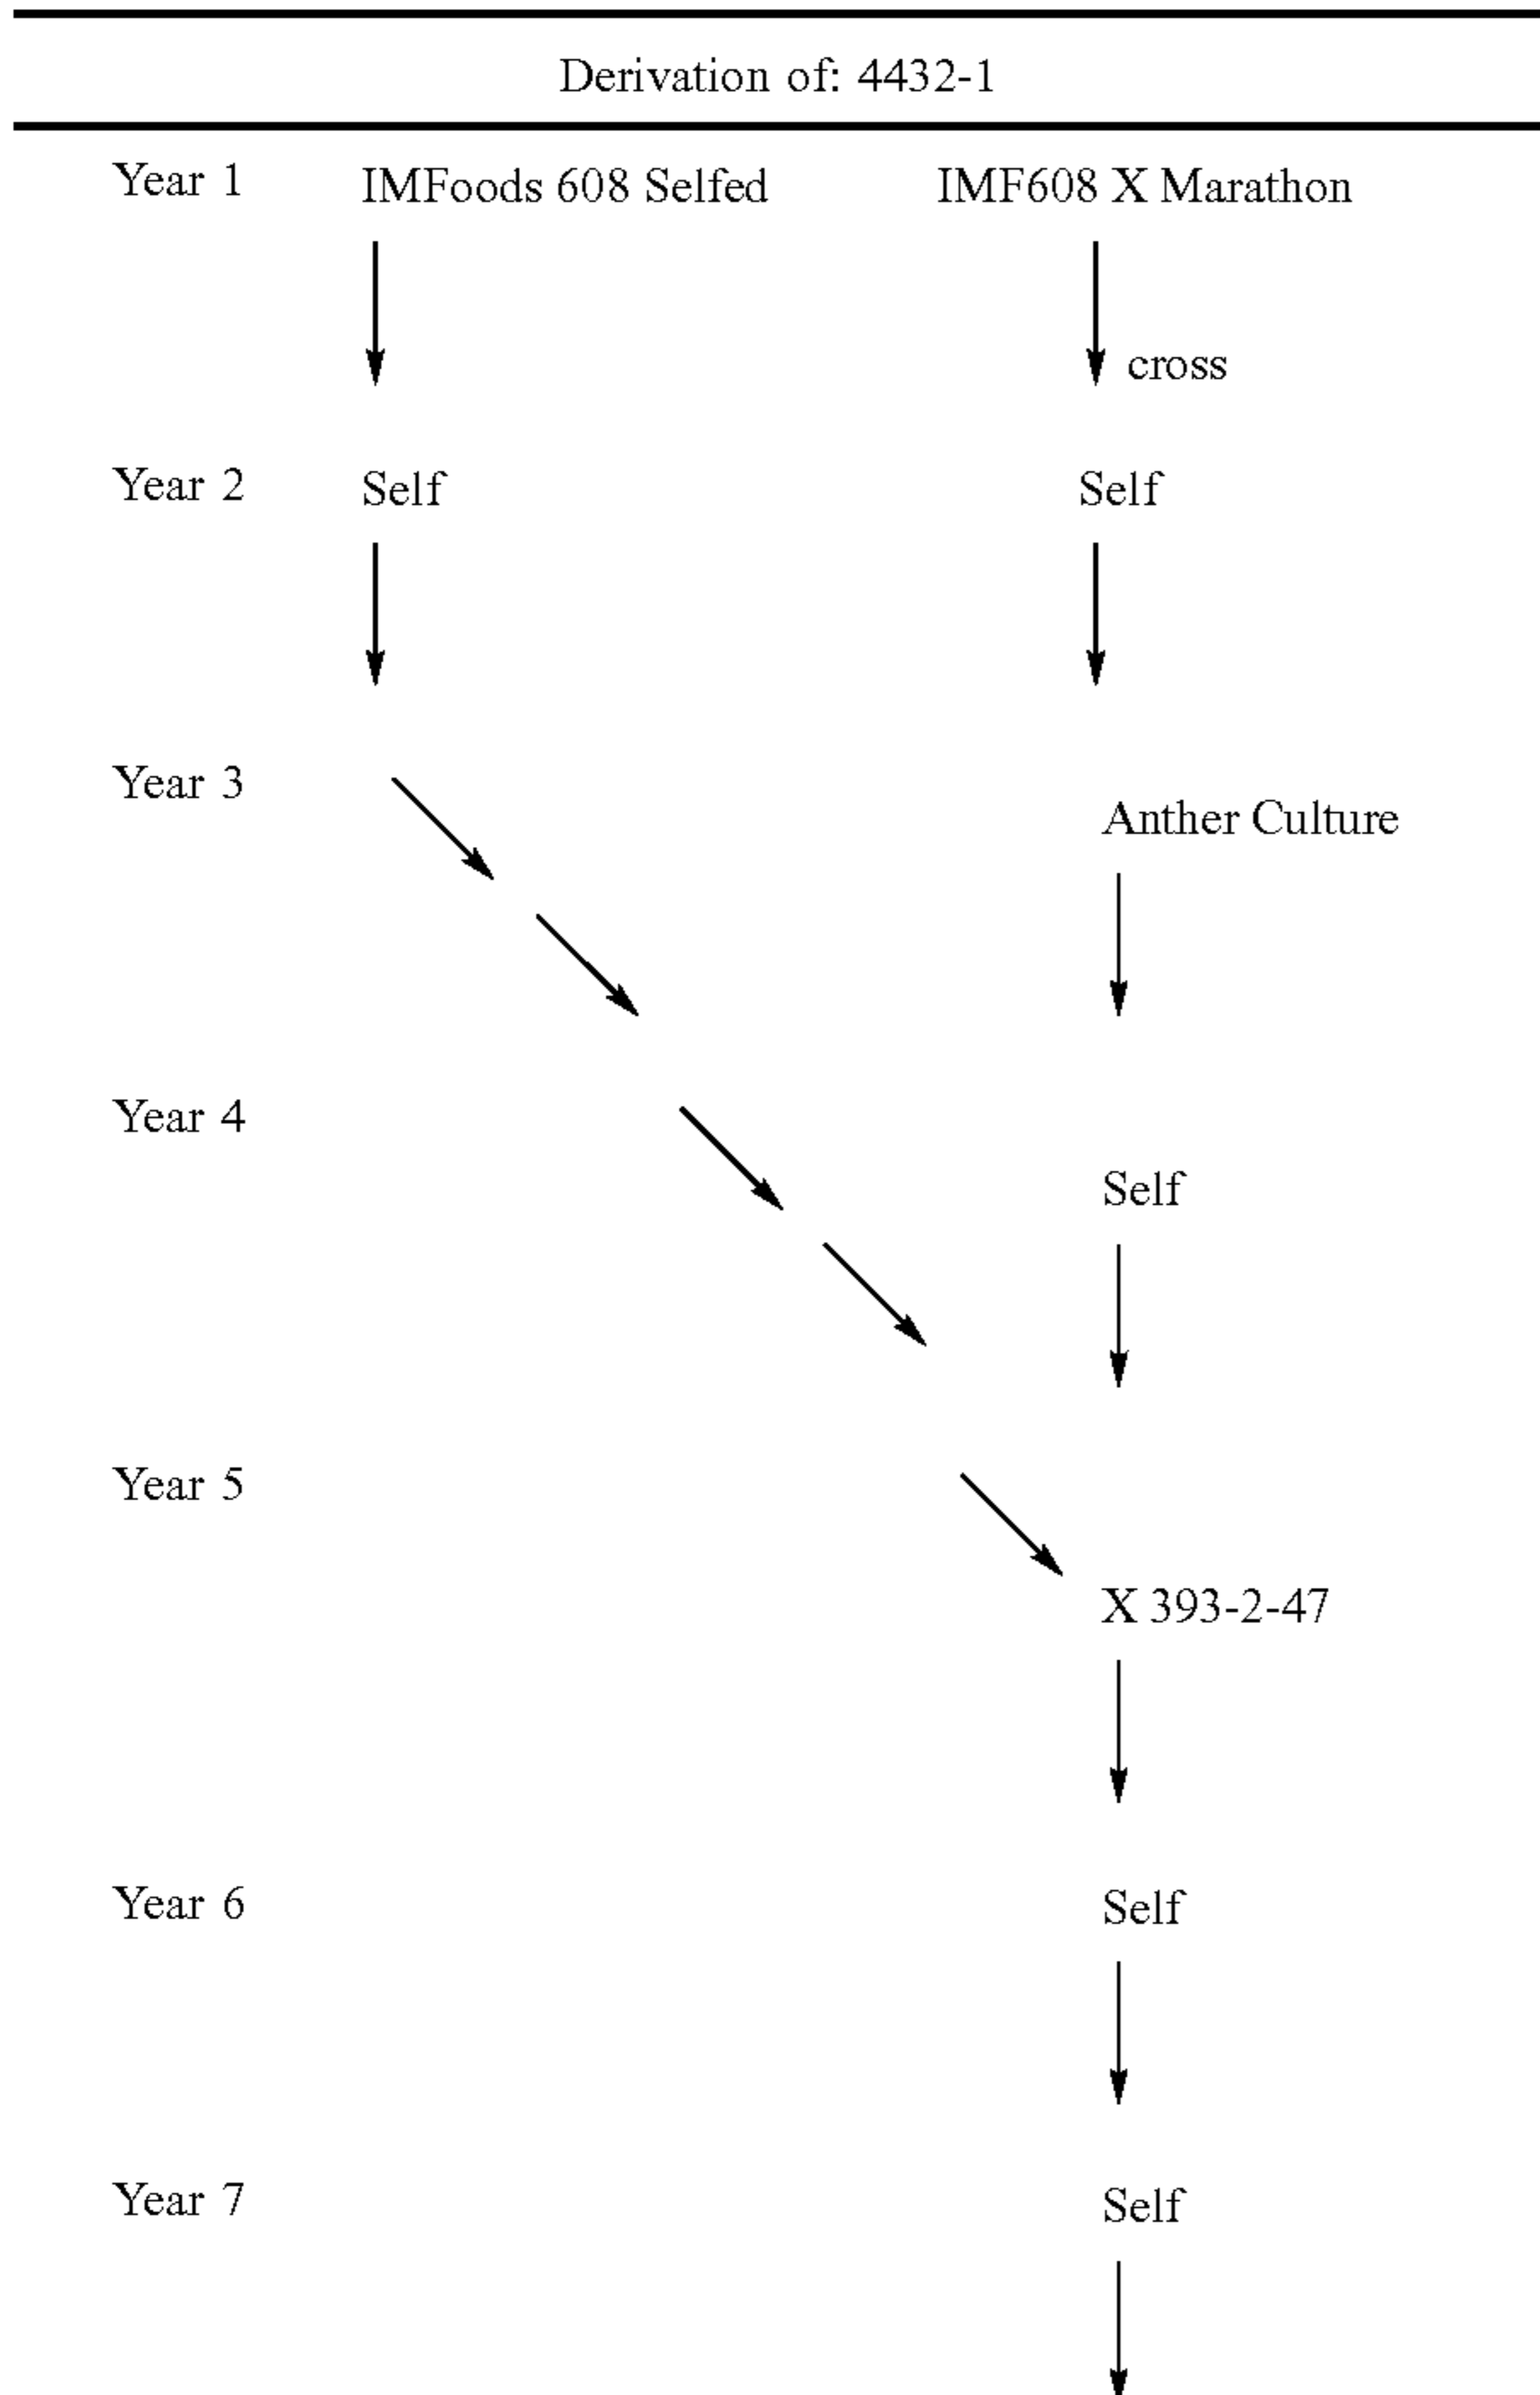 Derivation of: 4432-1
Year 1 IMFoods 608 Selfed IMF608 X Marathon
cross
Year 2 Self Self
Year 3
Anther Culture
Year 4
Self
Year 5
X 393-2-47
Year 6 Self
Year 7 Self